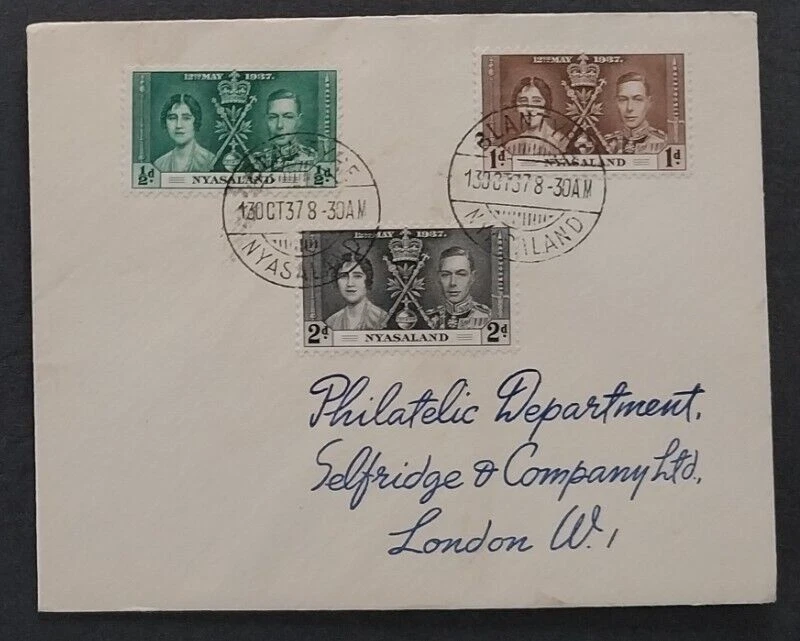 12TH MAY 1937.
½d. NYASALAND ½d.
12TH MAY 1937.
1d NYASALAND 1d
13OCT37 8-30AM
NYASALAND
BLANTYRE
13OCT37 8-30AM
NYASALAND
12TH MAY 1937.
2d NYASALAND 2d
Philatelic Department,
Selfridge & Company Ltd.,
London W.1